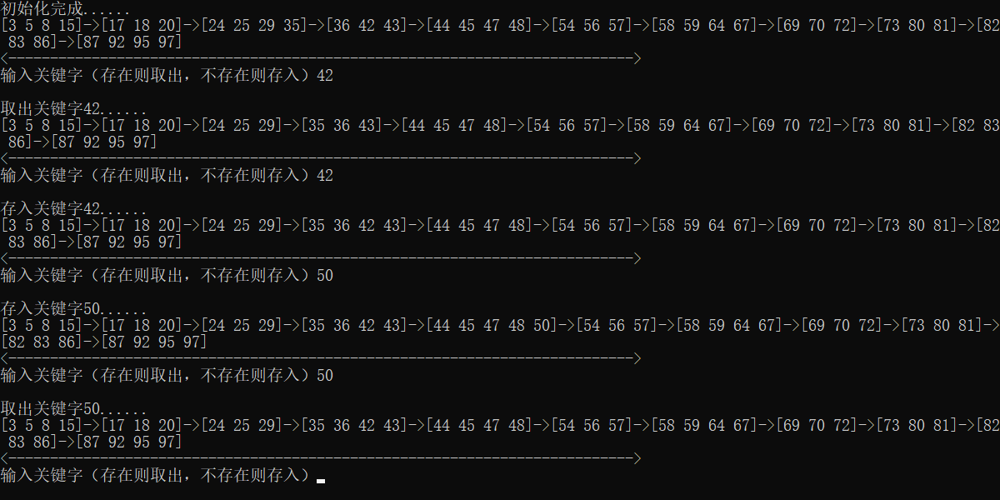 初始化完成......
[3 5 8 15]->[17 18 20]->[24 25 29 35]->[36 42 43]->[44 45 47 48]->[54 56 57]->[58 59 64 67]->[69 70 72]->[73 80 81]->[82
 83 86]->[87 92 95 97]
<--------------------------------------------------------------------------->
输入关键字（存在则取出，不存在则存入）42
取出关键字42......
[3 5 8 15]->[17 18 20]->[24 25 29]->[35 36 43]->[44 45 47 48]->[54 56 57]->[58 59 64 67]->[69 70 72]->[73 80 81]->[82 83
 86]->[87 92 95 97]
<--------------------------------------------------------------------------->
输入关键字（存在则取出，不存在则存入）42
存入关键字42......
[3 5 8 15]->[17 18 20]->[24 25 29]->[35 36 42 43]->[44 45 47 48]->[54 56 57]->[58 59 64 67]->[69 70 72]->[73 80 81]->[82
 83 86]->[87 92 95 97]
<--------------------------------------------------------------------------->
输入关键字（存在则取出，不存在则存入）50
存入关键字50......
[3 5 8 15]->[17 18 20]->[24 25 29]->[35 36 42 43]->[44 45 47 48 50]->[54 56 57]->[58 59 64 67]->[69 70 72]->[73 80 81]->
[82 83 86]->[87 92 95 97]
<--------------------------------------------------------------------------->
输入关键字（存在则取出，不存在则存入）50
取出关键字50......
[3 5 8 15]->[17 18 20]->[24 25 29]->[35 36 42 43]->[44 45 47 48]->[54 56 57]->[58 59 64 67]->[69 70 72]->[73 80 81]->[82
 83 86]->[87 92 95 97]
<--------------------------------------------------------------------------->
输入关键字（存在则取出，不存在则存入）